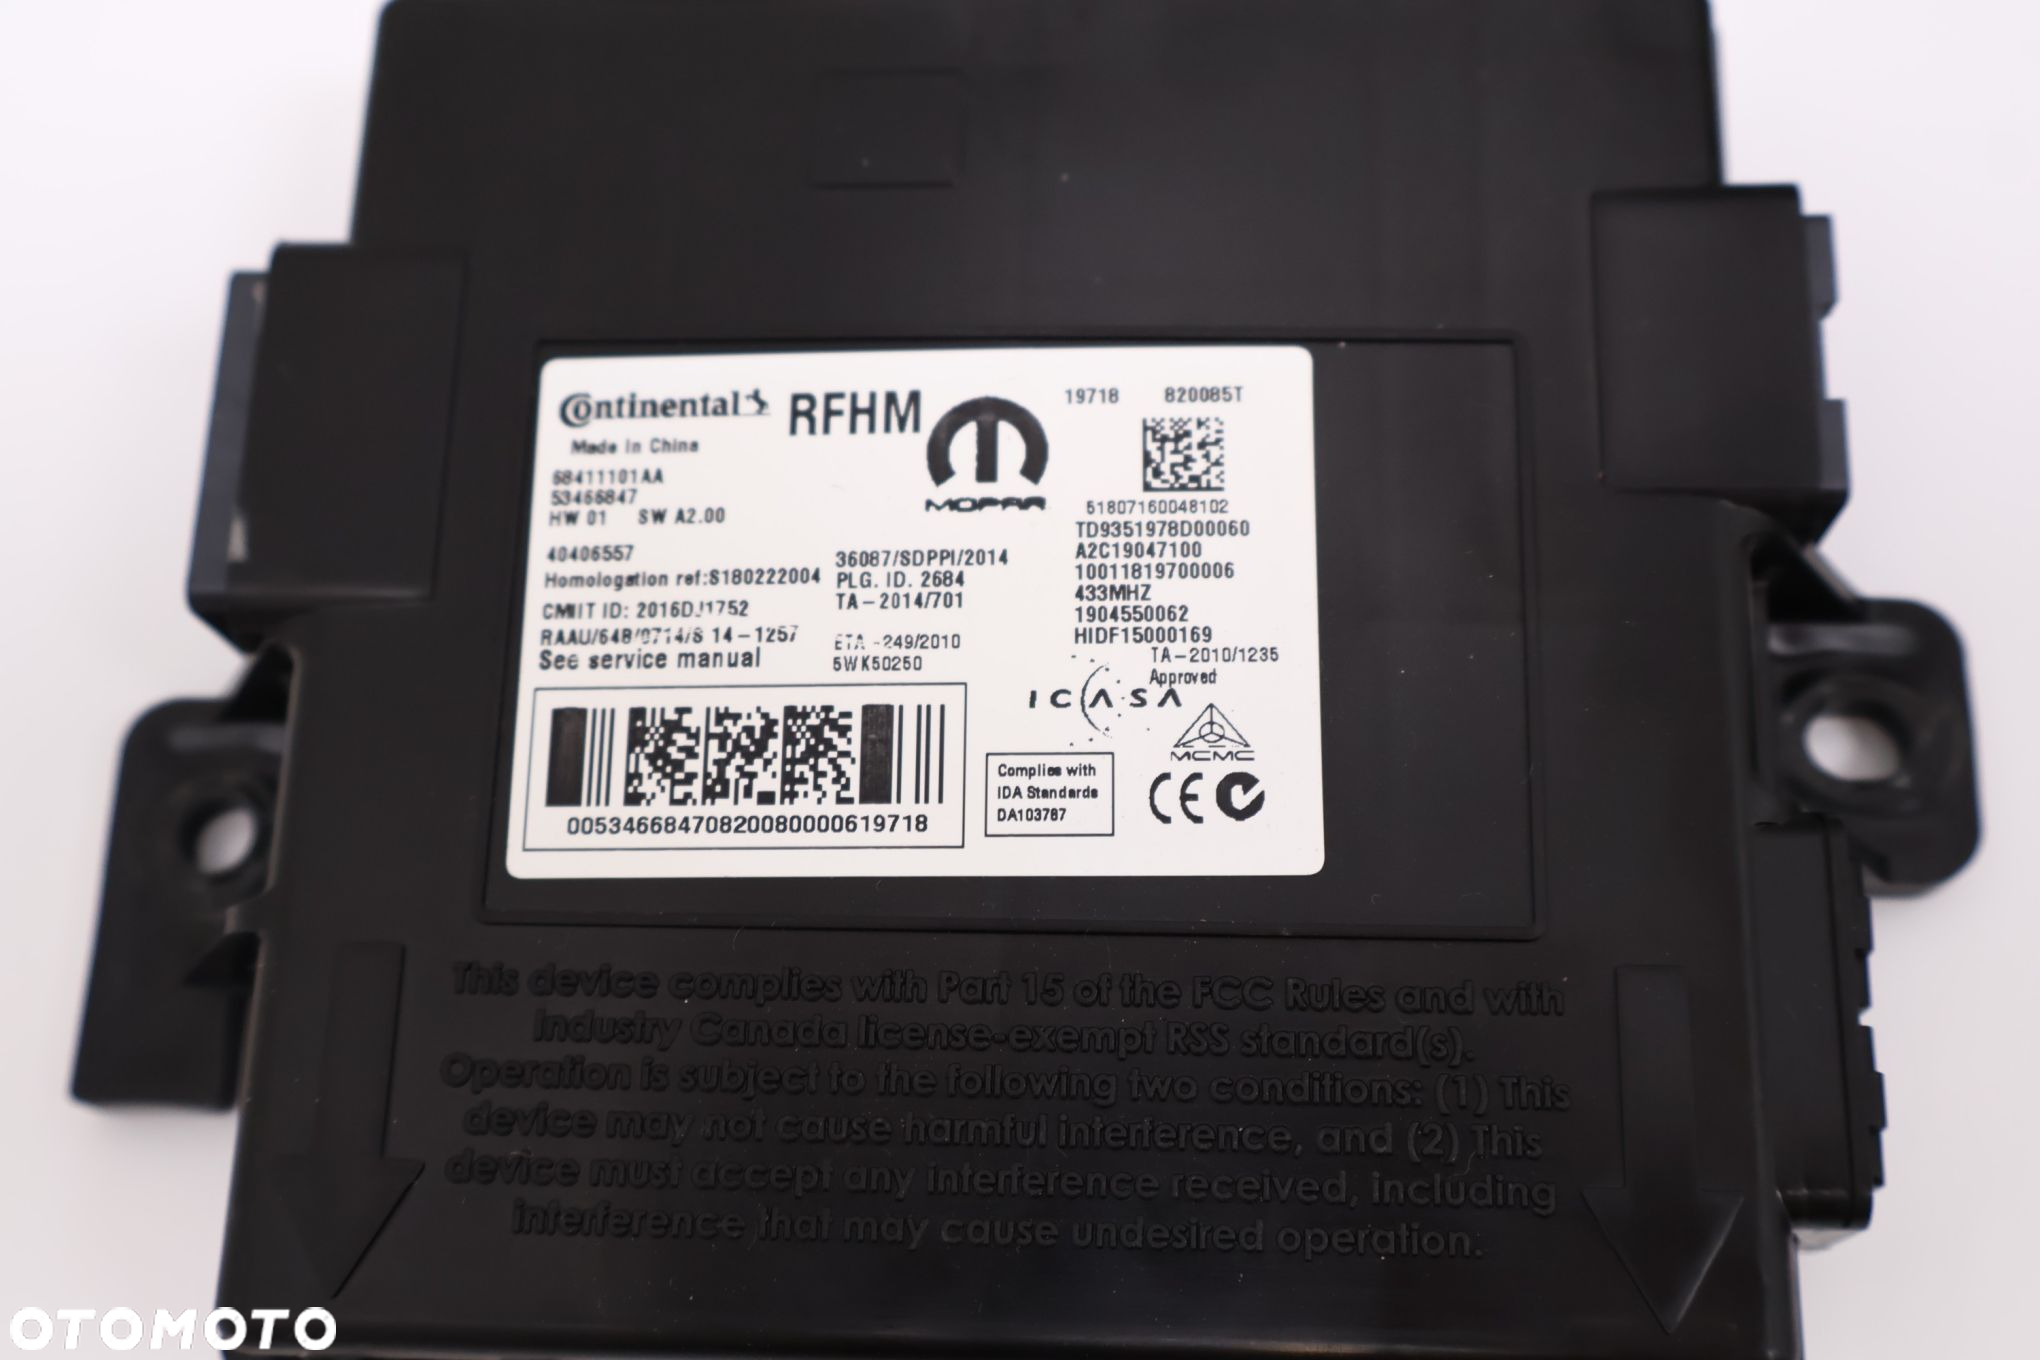 Continental RFHM
Made in China
MOPAR
19718 820085T
68411101AA
53466847
HW 01 SW A2.00
40406557
Homologation ref:S180222004
CMIIT ID: 2016DJ1752
RAAU/648/0714/S 14-1257
See service manual
36087/SDPPI/2014
PLG. ID. 2684
TA-2014/701
ETA -249/2010
5WK50250
51807160048102
TD9351978D00060
A2C19047100
10011819700006
433MHZ
1904550062
HIDF15000169
TA-2010/1235
Approved
ICASA
MCMC
Complies with
IDA Standards
DA103787
CE
00534668470820080000619718
This device complies with Part 15 of the FCC Rules and with
Industry Canada license-exempt RSS standard(s).
Operation is subject to the following two conditions: (1) This
device may not cause harmful interference, and (2) This
device must accept any interference received, including
interference that may cause undesired operation.
OTOMOTO